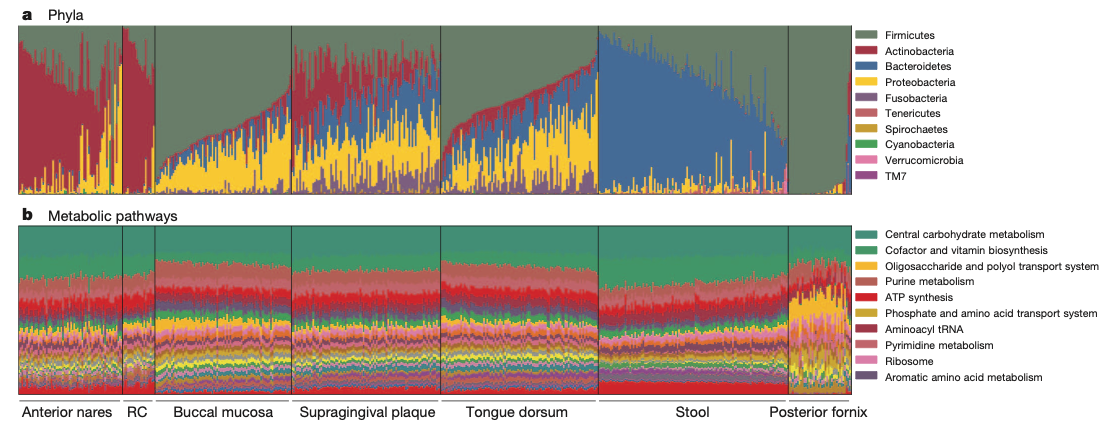 a Phyla
Firmicutes
Actinobacteria
Bacteroidetes
Proteobacteria
Fusobacteria
Tenericutes
Spirochaetes
Cyanobacteria
Verrucomicrobia
TM7
b Metabolic pathways
Central carbohydrate metabolism
Cofactor and vitamin biosynthesis
Oligosaccharide and polyol transport system
Purine metabolism
ATP synthesis
Phosphate and amino acid transport system
Aminoacyl tRNA
Pyrimidine metabolism
Ribosome
Aromatic amino acid metabolism
Anterior nares RC Buccal mucosa Supragingival plaque Tongue dorsum Stool Posterior fornix